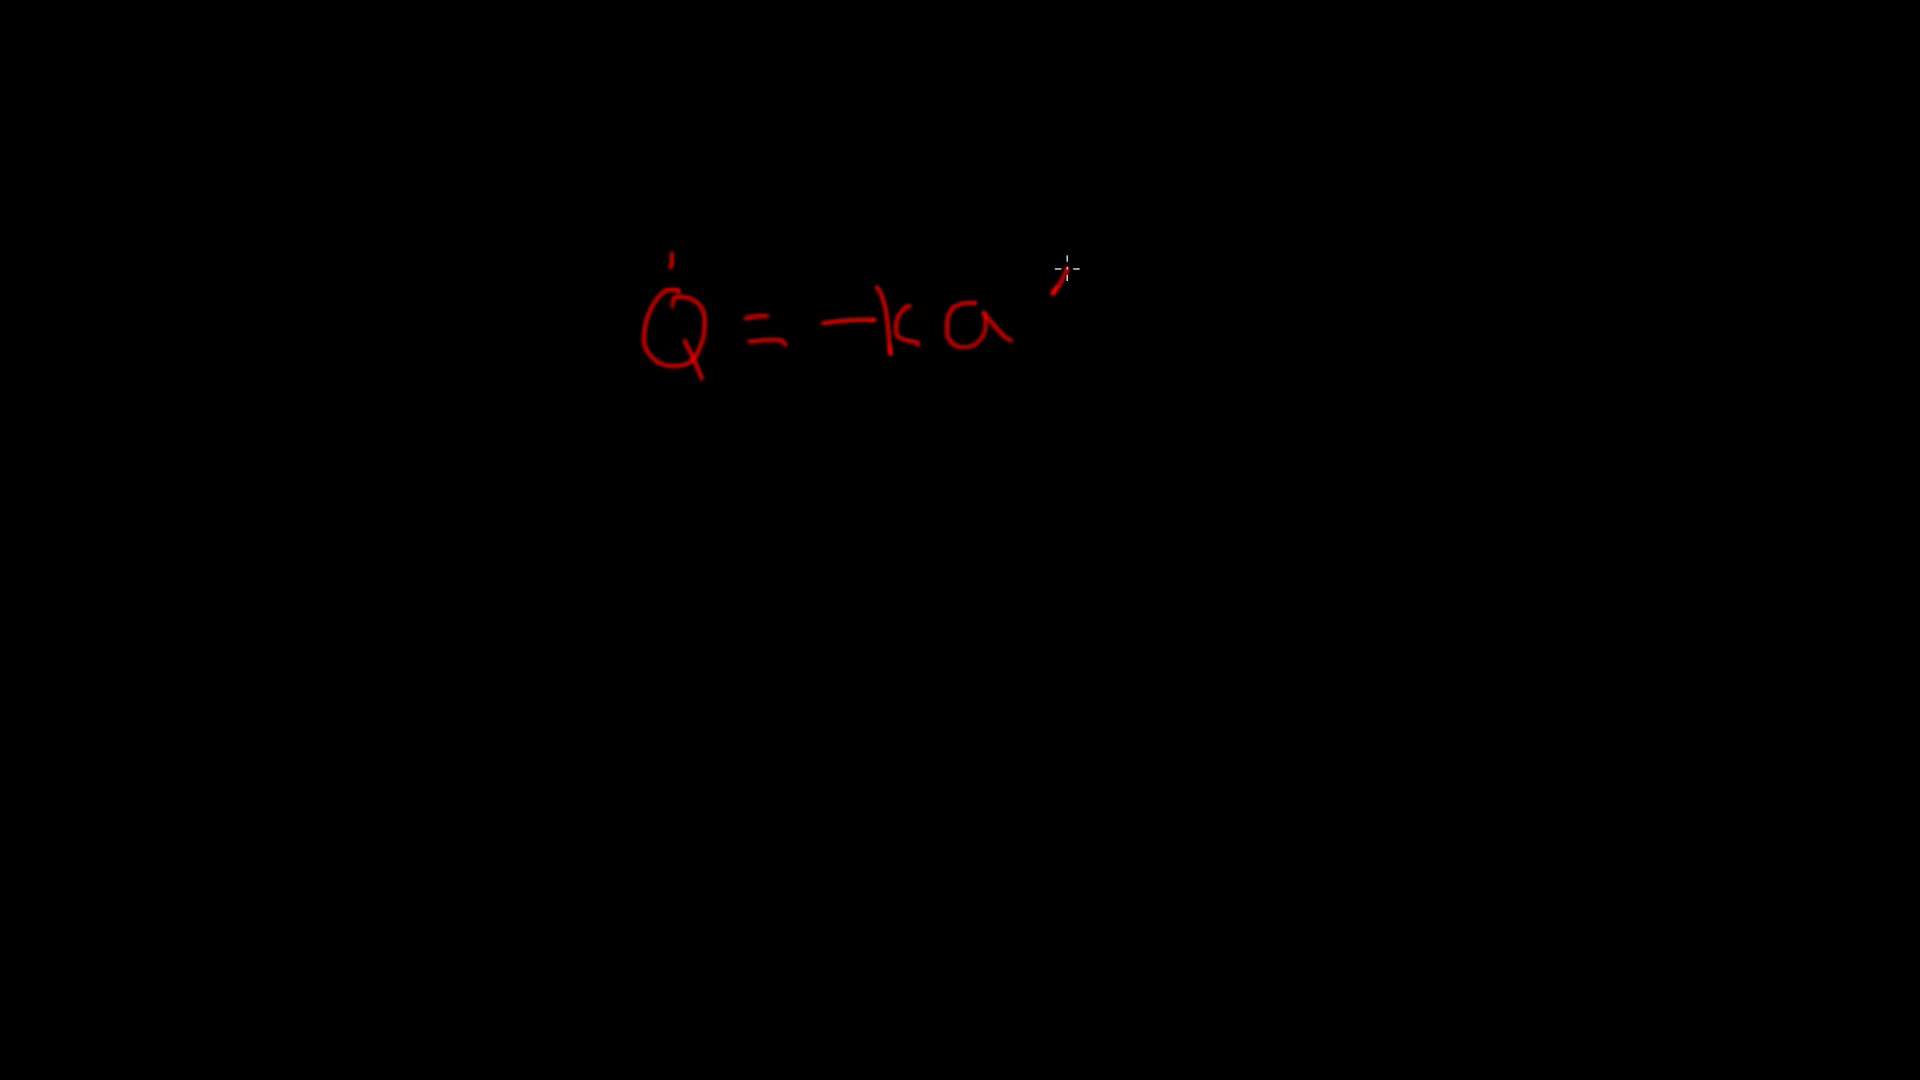 Q̇ = -ka